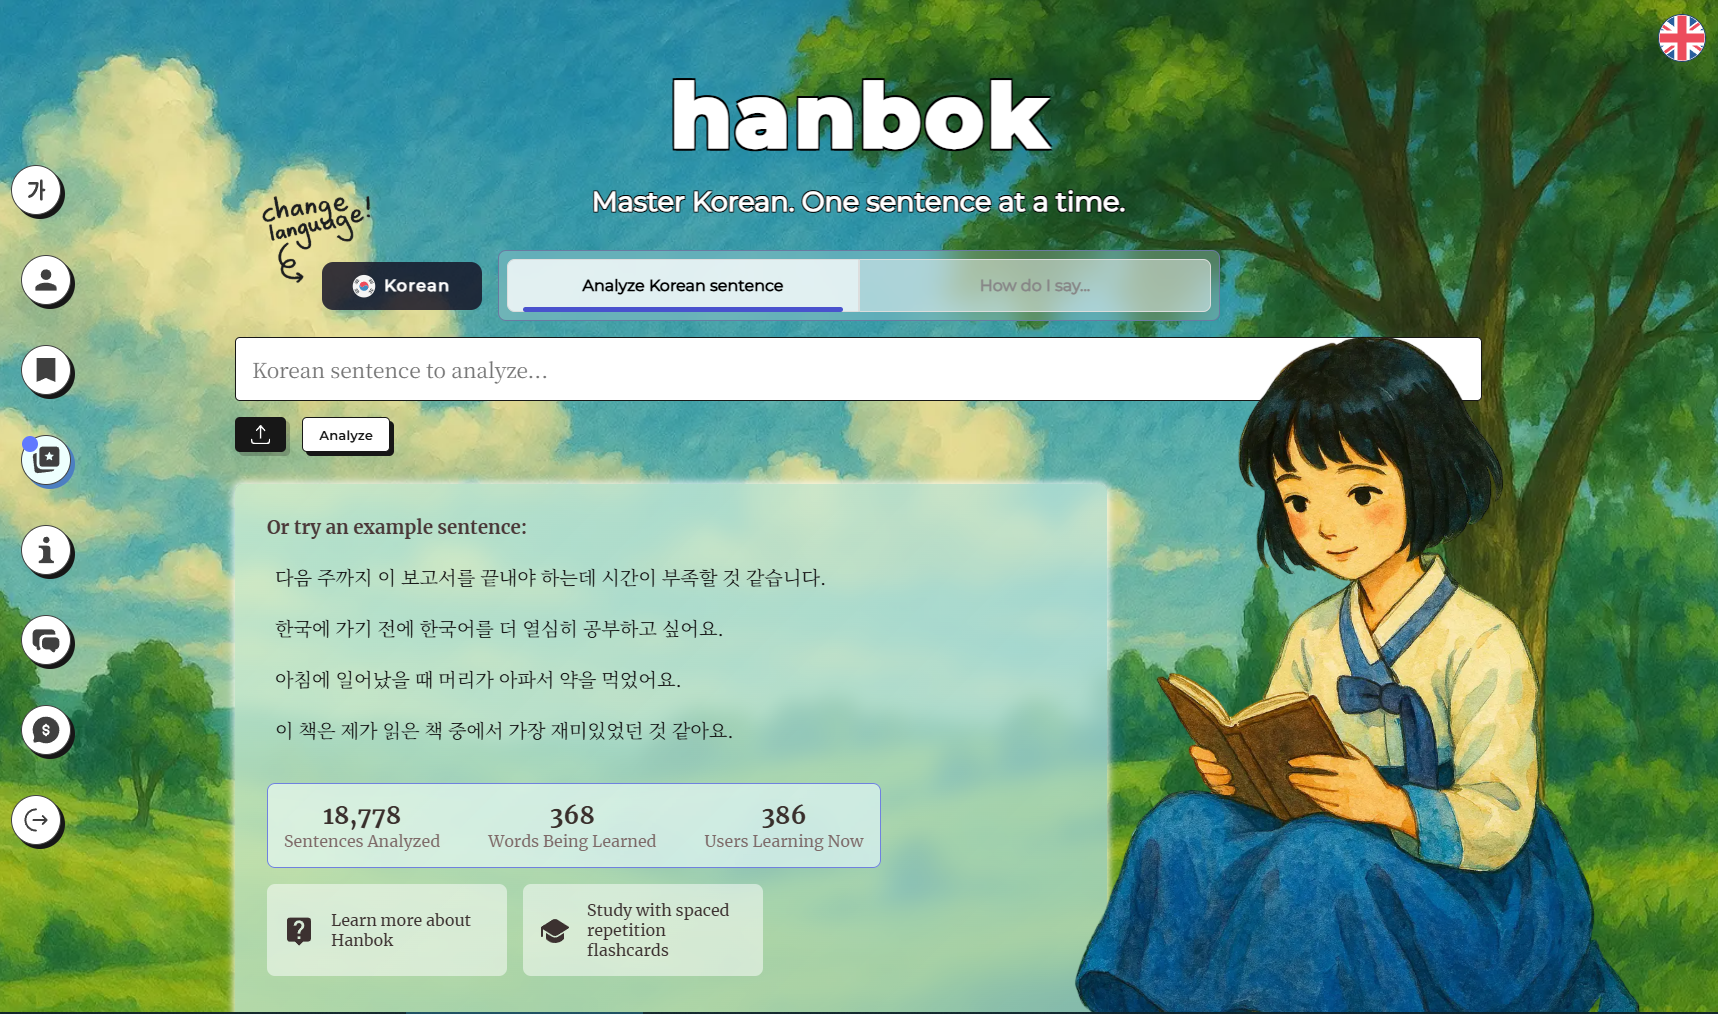 hanbok
Master Korean. One sentence at a time.
change
language!
Korean
Analyze Korean sentence
How do I say...
Korean sentence to analyze...
Analyze
Or try an example sentence:
다음 주까지 이 보고서를 끝내야 하는데 시간이 부족할 것 같습니다.
한국에 가기 전에 한국어를 더 열심히 공부하고 싶어요.
아침에 일어났을 때 머리가 아파서 약을 먹었어요.
이 책은 제가 읽은 책 중에서 가장 재미있었던 것 같아요.
18,778
Sentences Analyzed
368
Words Being Learned
386
Users Learning Now
Learn more about
Hanbok
Study with spaced
repetition
flashcards
가
$